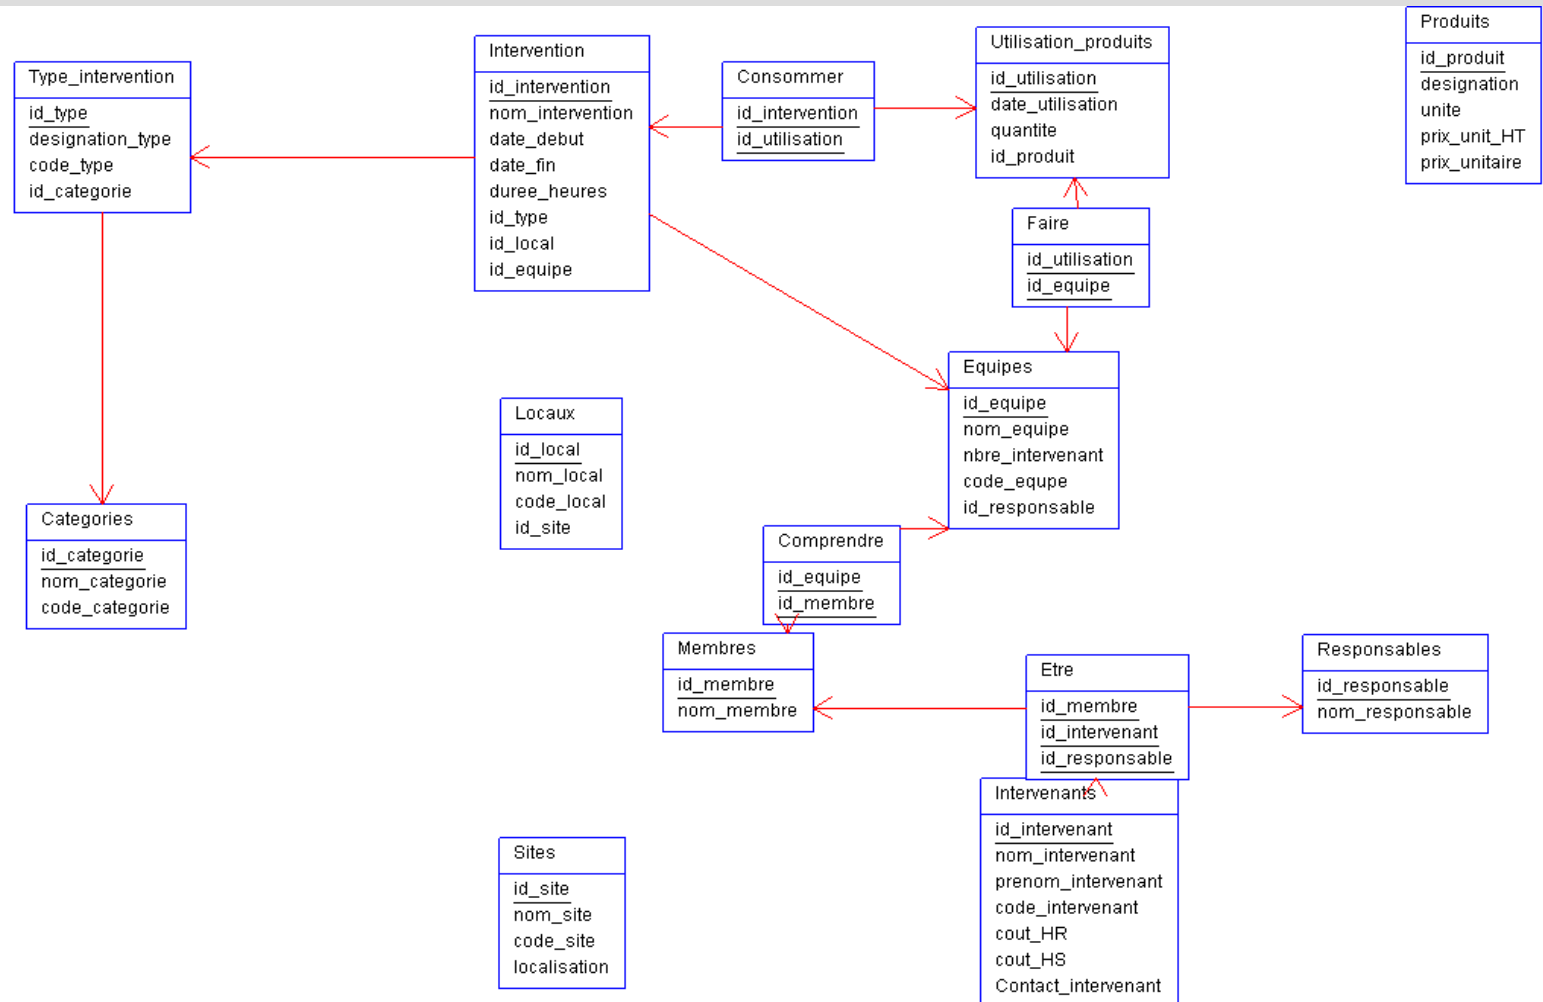 Type_intervention
id_type
designation_type
code_type
id_categorie
Intervention
id_intervention
nom_intervention
date_debut
date_fin
duree_heures
id_type
id_local
id_equipe
Consommer
id_intervention
id_utilisation
Utilisation_produits
id_utilisation
date_utilisation
quantite
id_produit
Produits
id_produit
designation
unite
prix_unit_HT
prix_unitaire
Faire
id_utilisation
id_equipe
Equipes
id_equipe
nom_equipe
nbre_intervenant
code_equpe
id_responsable
Locaux
id_local
nom_local
code_local
id_site
Categories
id_categorie
nom_categorie
code_categorie
Comprendre
id_equipe
id_membre
Membres
id_membre
nom_membre
Etre
id_membre
id_intervenant
id_responsable
Responsables
id_responsable
nom_responsable
Intervenants
id_intervenant
nom_intervenant
prenom_intervenant
code_intervenant
cout_HR
cout_HS
Contact_intervenant
Sites
id_site
nom_site
code_site
localisation